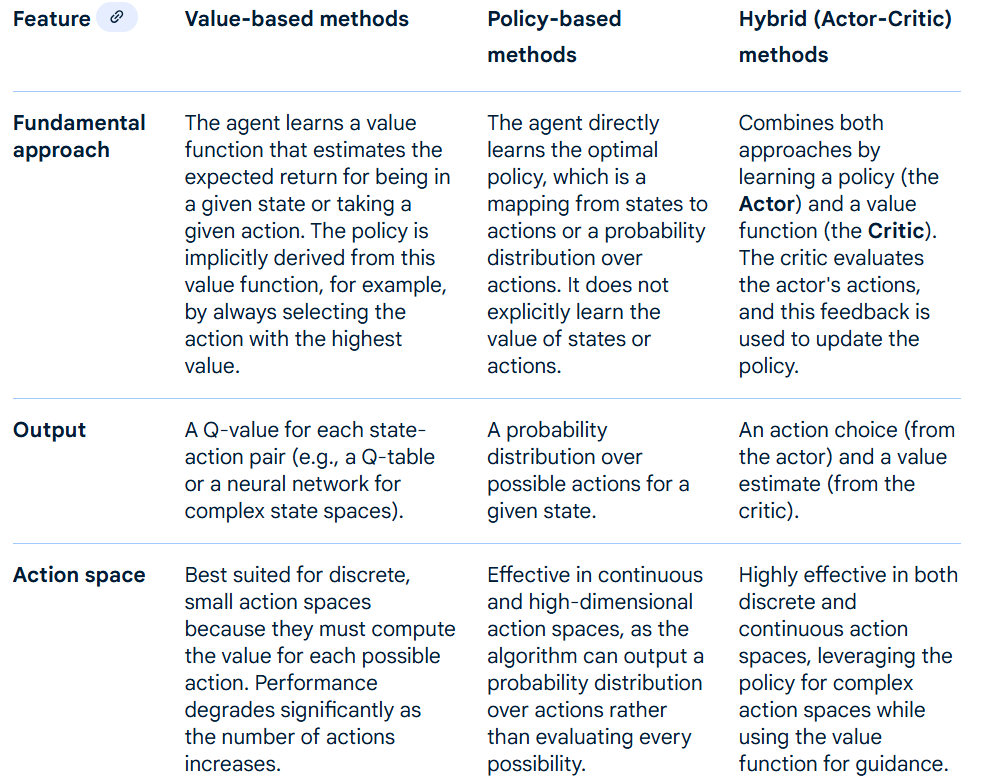 Feature
Value-based methods
Policy-based
methods
Hybrid (Actor-Critic)
methods
Fundamental
approach
The agent learns a value
function that estimates the
expected return for being in
a given state or taking a
given action. The policy is
implicitly derived from this
value function, for example,
by always selecting the
action with the highest
value.
The agent directly
learns the optimal
policy, which is a
mapping from states to
actions or a probability
distribution over
actions. It does not
explicitly learn the
value of states or
actions.
Combines both
approaches by
learning a policy (the
Actor) and a value
function (the Critic).
The critic evaluates
the actor's actions,
and this feedback is
used to update the
policy.
Output
A Q-value for each state-
action pair (e.g., a Q-table
or a neural network for
complex state spaces).
A probability
distribution over
possible actions for a
given state.
An action choice (from
the actor) and a value
estimate (from the
critic).
Action space
Best suited for discrete,
small action spaces
because they must compute
the value for each possible
action. Performance
degrades significantly as
the number of actions
increases.
Effective in continuous
and high-dimensional
action spaces, as the
algorithm can output a
probability distribution
over actions rather
than evaluating every
possibility.
Highly effective in both
discrete and
continuous action
spaces, leveraging the
policy for complex
action spaces while
using the value
function for guidance.